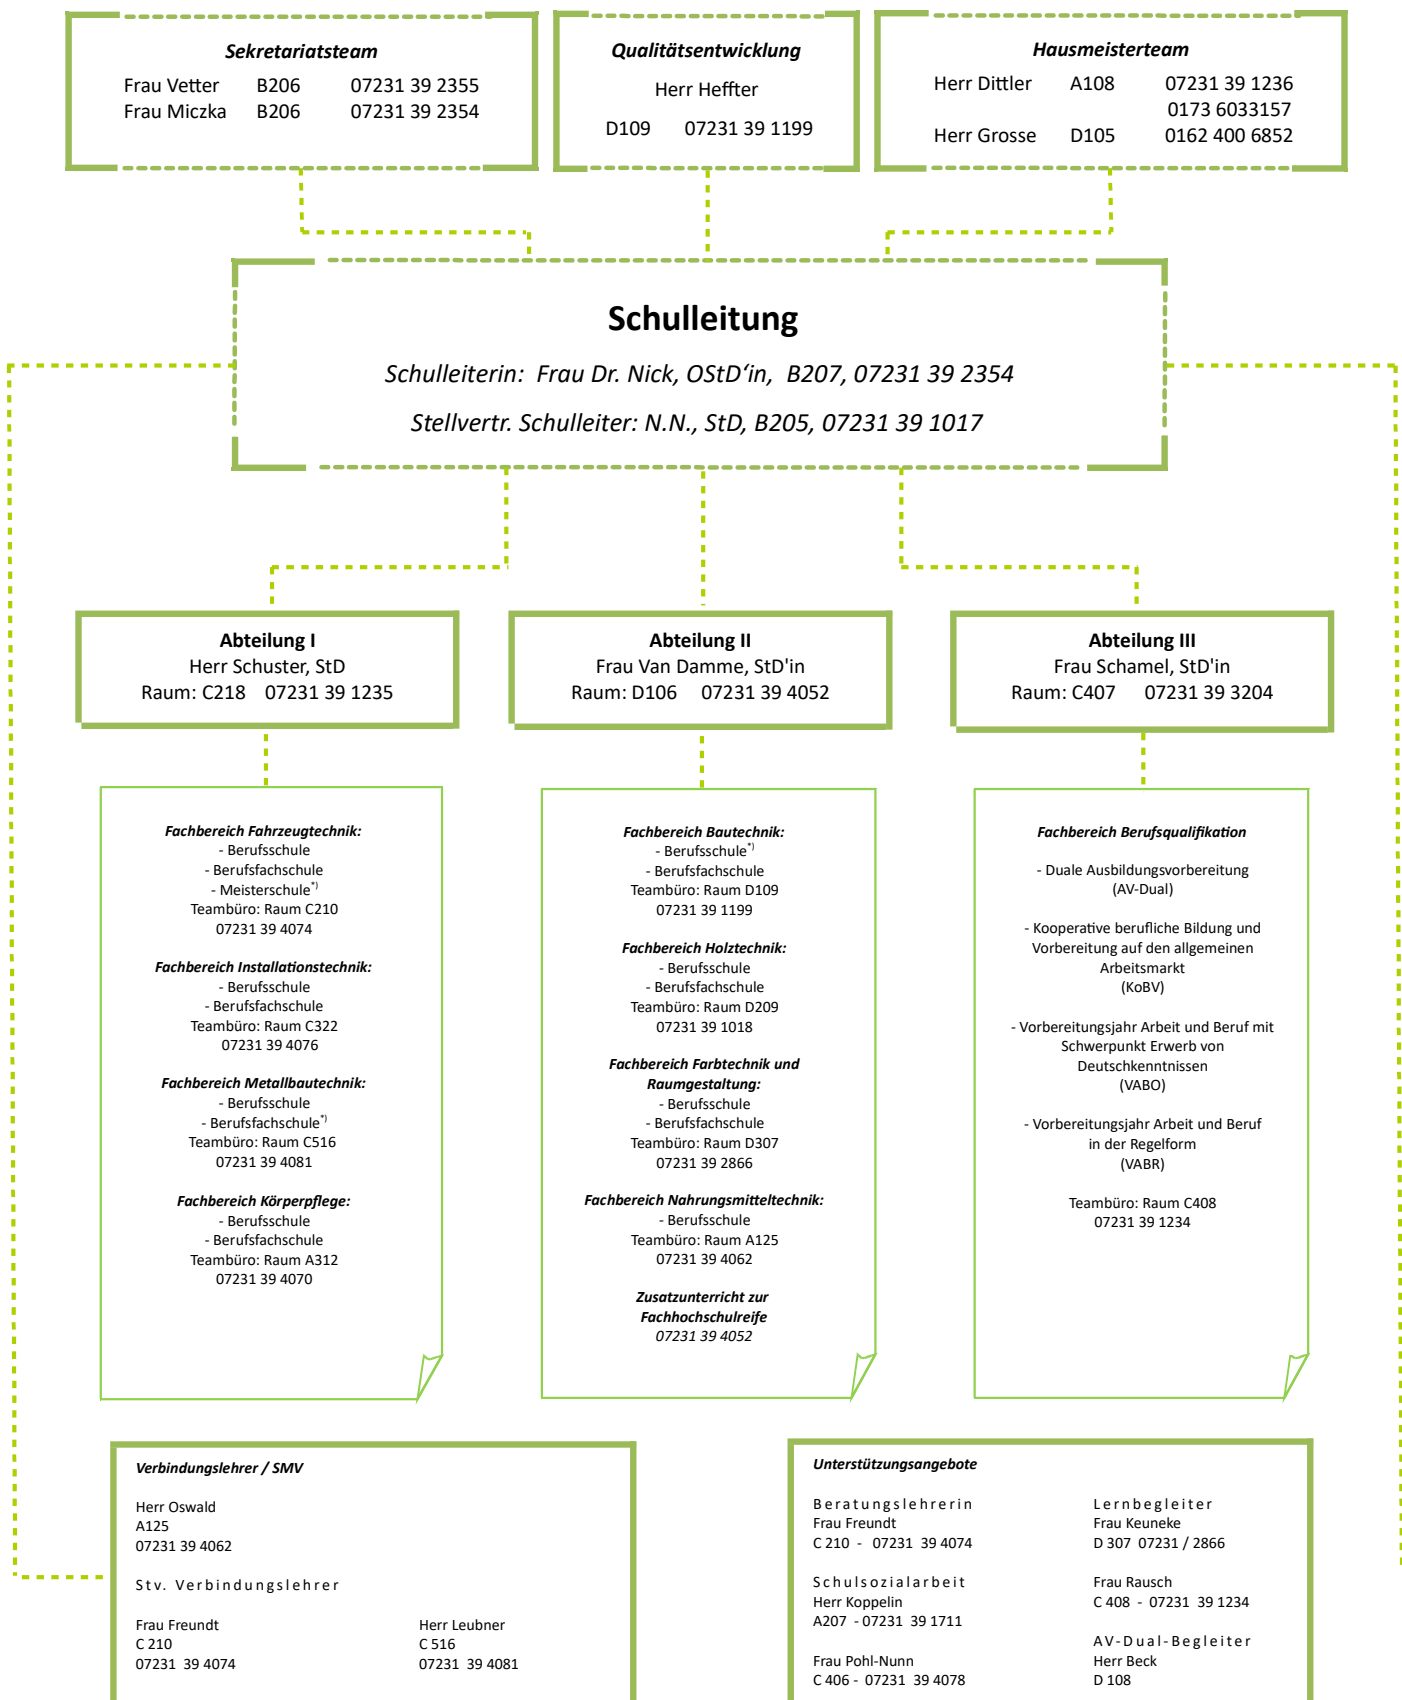 Sekretariatsteam
Frau Vetter B206 07231 39 2355
Frau Miczka B206 07231 39 2354
Qualitätsentwicklung
Herr Heffter
D109 07231 39 1199
Hausmeisterteam
Herr Dittler A108 07231 39 1236
0173 6033157
Herr Grosse D105 0162 400 6852
Schulleitung
Schulleiterin: Frau Dr. Nick, OStD‘in, B207, 07231 39 2354
Stellvertr. Schulleiter: N.N., StD, B205, 07231 39 1017
Abteilung I
Herr Schuster, StD
Raum: C218 07231 39 1235
Abteilung II
Frau Van Damme, StD'in
Raum: D106 07231 39 4052
Abteilung III
Frau Schamel, StD'in
Raum: C407 07231 39 3204
Fachbereich Fahrzeugtechnik:
- Berufsschule
- Berufsfachschule
- Meisterschule*)
Teambüro: Raum C210
07231 39 4074
Fachbereich Installationstechnik:
- Berufsschule
- Berufsfachschule
Teambüro: Raum C322
07231 39 4076
Fachbereich Metallbautechnik:
- Berufsschule
- Berufsfachschule*)
Teambüro: Raum C516
07231 39 4081
Fachbereich Körperpflege:
- Berufsschule
- Berufsfachschule
Teambüro: Raum A312
07231 39 4070
Fachbereich Bautechnik:
- Berufsschule*)
- Berufsfachschule
Teambüro: Raum D109
07231 39 1199
Fachbereich Holztechnik:
- Berufsschule
- Berufsfachschule
Teambüro: Raum D209
07231 39 1018
Fachbereich Farbtechnik und
Raumgestaltung:
- Berufsschule
- Berufsfachschule
Teambüro: Raum D307
07231 39 2866
Fachbereich Nahrungsmitteltechnik:
- Berufsschule
Teambüro: Raum A125
07231 39 4062
Zusatzunterricht zur
Fachhochschulreife
07231 39 4052
Fachbereich Berufsqualifikation
- Duale Ausbildungsvorbereitung
(AV-Dual)
- Kooperative berufliche Bildung und
Vorbereitung auf den allgemeinen
Arbeitsmarkt
(KoBV)
- Vorbereitungsjahr Arbeit und Beruf mit
Schwerpunkt Erwerb von
Deutschkenntnissen
(VABO)
- Vorbereitungsjahr Arbeit und Beruf
in der Regelform
(VABR)
Teambüro: Raum C408
07231 39 1234
Verbindungslehrer / SMV
Herr Oswald
A125
07231 39 4062
Stv. Verbindungslehrer
Frau Freundt
C 210
07231 39 4074
Herr Leubner
C 516
07231 39 4081
Unterstützungsangebote
Beratungslehrerin
Frau Freundt
C 210 - 07231 39 4074
Schulsozialarbeit
Herr Koppelin
A207 - 07231 39 1711
Frau Pohl-Nunn
C 406 - 07231 39 4078
Lernbegleiter
Frau Keuneke
D 307 07231 / 2866
Frau Rausch
C 408 - 07231 39 1234
AV-Dual-Begleiter
Herr Beck
D 108